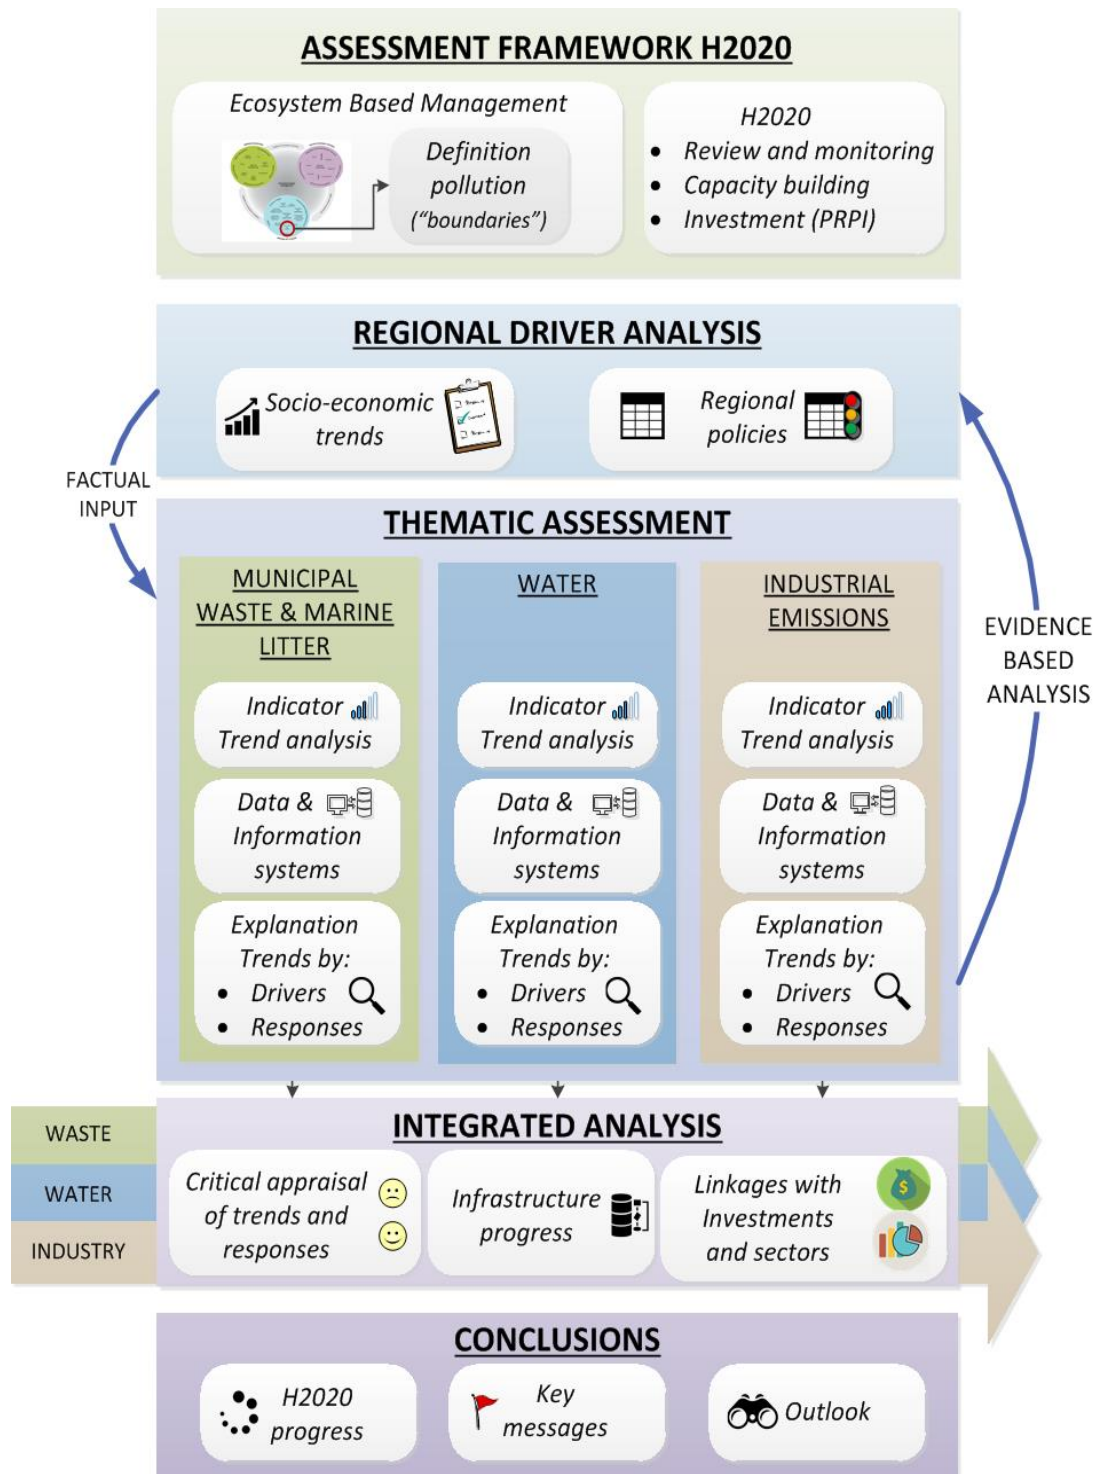 ASSESSMENT FRAMEWORK H2020
Ecosystem Based Management
Definition
pollution
(“boundaries”)
H2020
• Review and monitoring
• Capacity building
• Investment (PRPI)
REGIONAL DRIVER ANALYSIS
Socio-economic
trends
Regional
policies
FACTUAL
INPUT
THEMATIC ASSESSMENT
MUNICIPAL
WASTE & MARINE
LITTER
Indicator
Trend analysis
Data &
Information
systems
Explanation
Trends by:
• Drivers
• Responses
WATER
Indicator
Trend analysis
Data &
Information
systems
Explanation
Trends by:
• Drivers
• Responses
INDUSTRIAL
EMISSIONS
Indicator
Trend analysis
Data &
Information
systems
Explanation
Trends by:
• Drivers
• Responses
EVIDENCE
BASED
ANALYSIS
WASTE
WATER
INDUSTRY
INTEGRATED ANALYSIS
Critical appraisal
of trends and
responses
Infrastructure
progress
Linkages with
Investments
and sectors
CONCLUSIONS
H2020
progress
Key
messages
Outlook